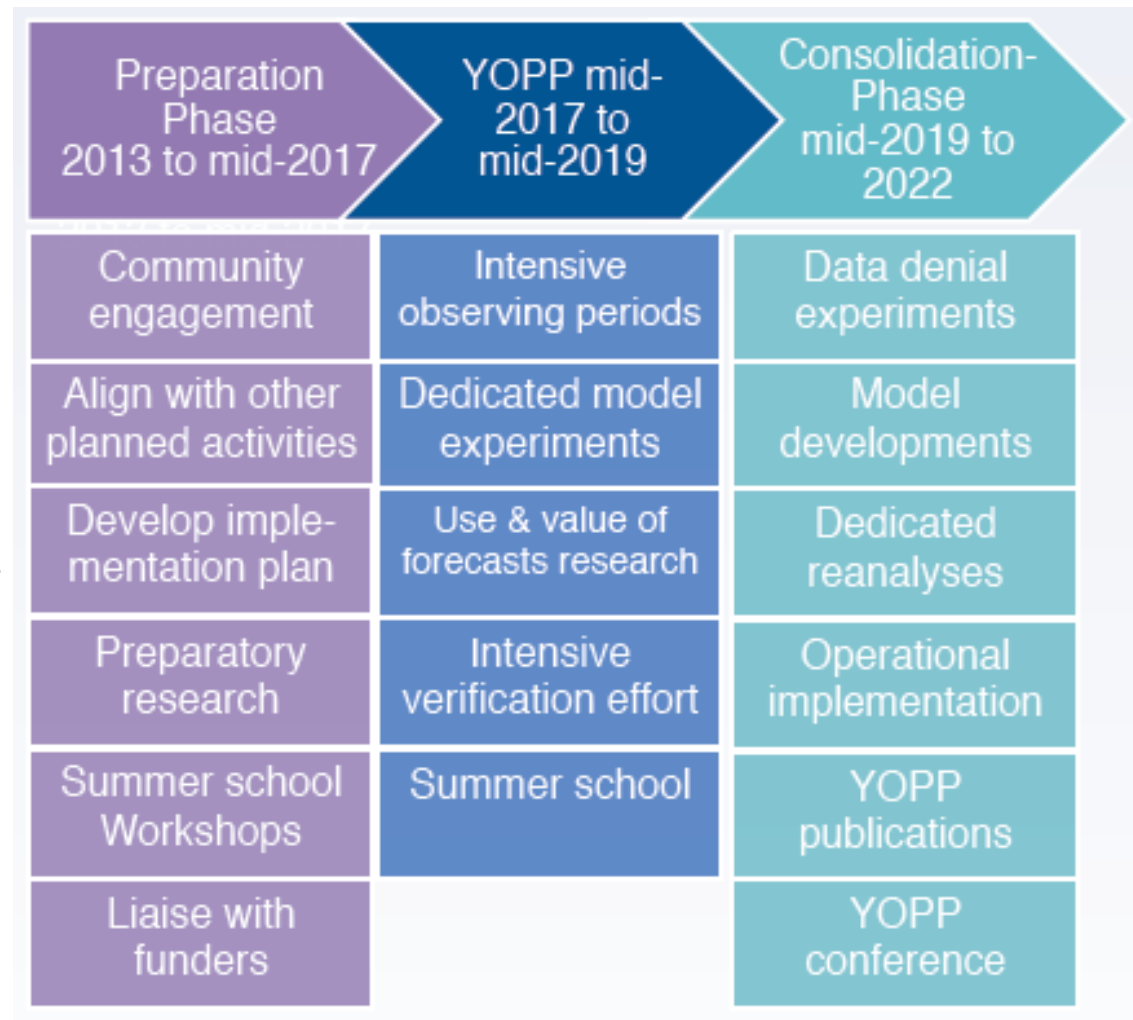 Preparation
Phase
2013 to mid-2017
YOPP mid-
2017 to
mid-2019
Consolidation-
Phase
mid-2019 to
2022
Community
engagement
Align with other
planned activities
Develop imple-
mentation plan
Preparatory
research
Summer school
Workshops
Liaise with
funders
Intensive
observing periods
Dedicated model
experiments
Use & value of
forecasts research
Intensive
verification effort
Summer school
Data denial
experiments
Model
developments
Dedicated
reanalyses
Operational
implementation
YOPP
publications
YOPP
conference